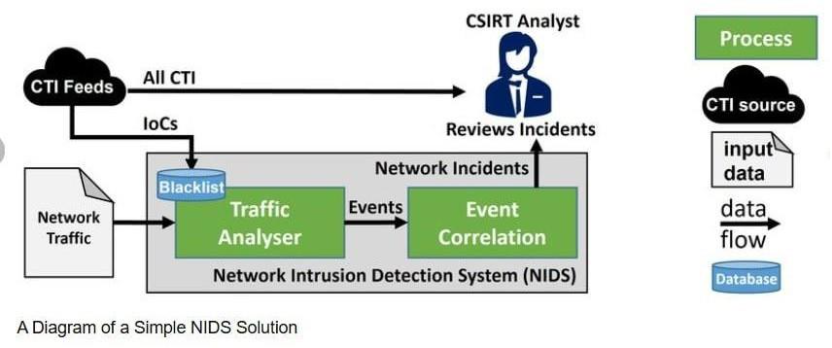 CSIRT Analyst
CTI Feeds
All CTI
IoCs
Reviews Incidents
Network Incidents
Blacklist
Network
Traffic
Traffic
Analyser
Events
Event
Correlation
Network Intrusion Detection System (NIDS)
Process
CTI source
input
data
data
flow
Database
A Diagram of a Simple NIDS Solution